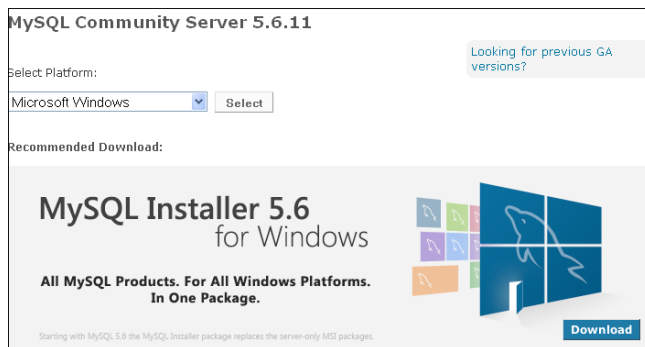 MySQL Community Server 5.6.11
Looking for previous GA
versions?
Select Platform:
Microsoft Windows
Select
Recommended Download:
MySQL Installer 5.6
for Windows
All MySQL Products. For All Windows Platforms.
In One Package.
Starting with MySQL 5.6 the MySQL Installer package replaces the server-only MSI packages.
Download